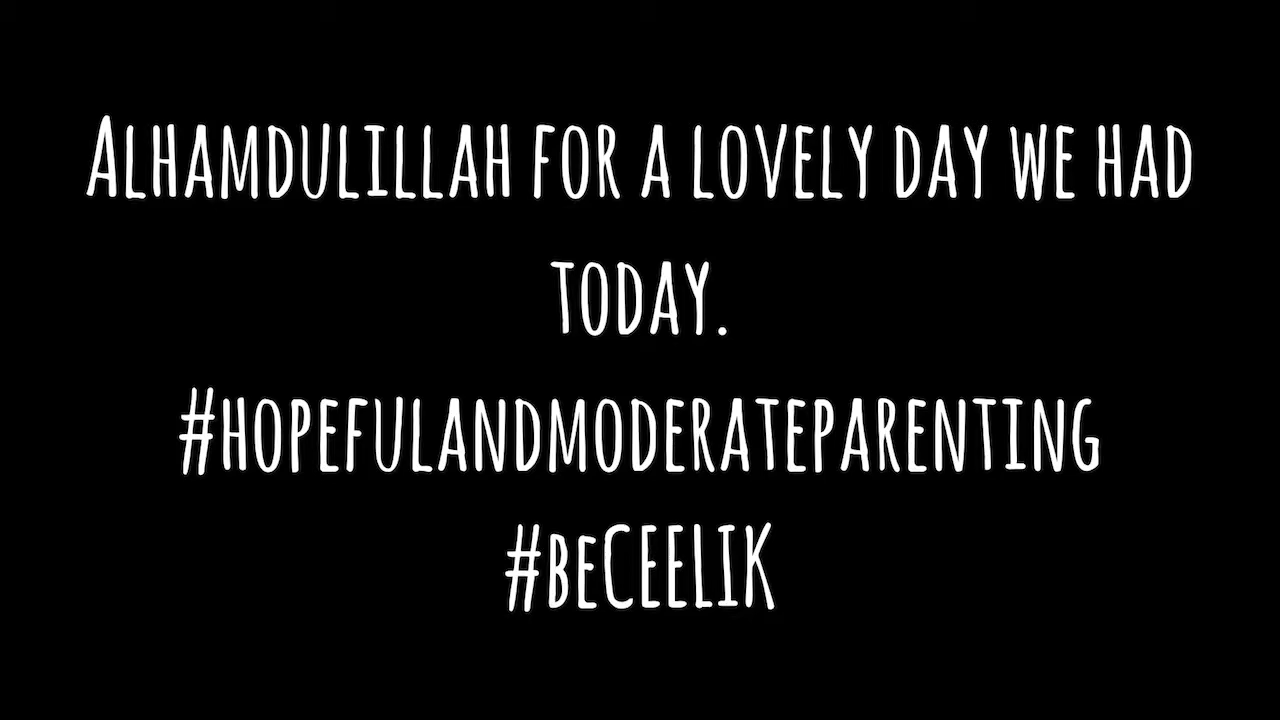 Alhamdulillah for a lovely day we had
today.
#hopefulandmoderateparenting
#beCEELIK